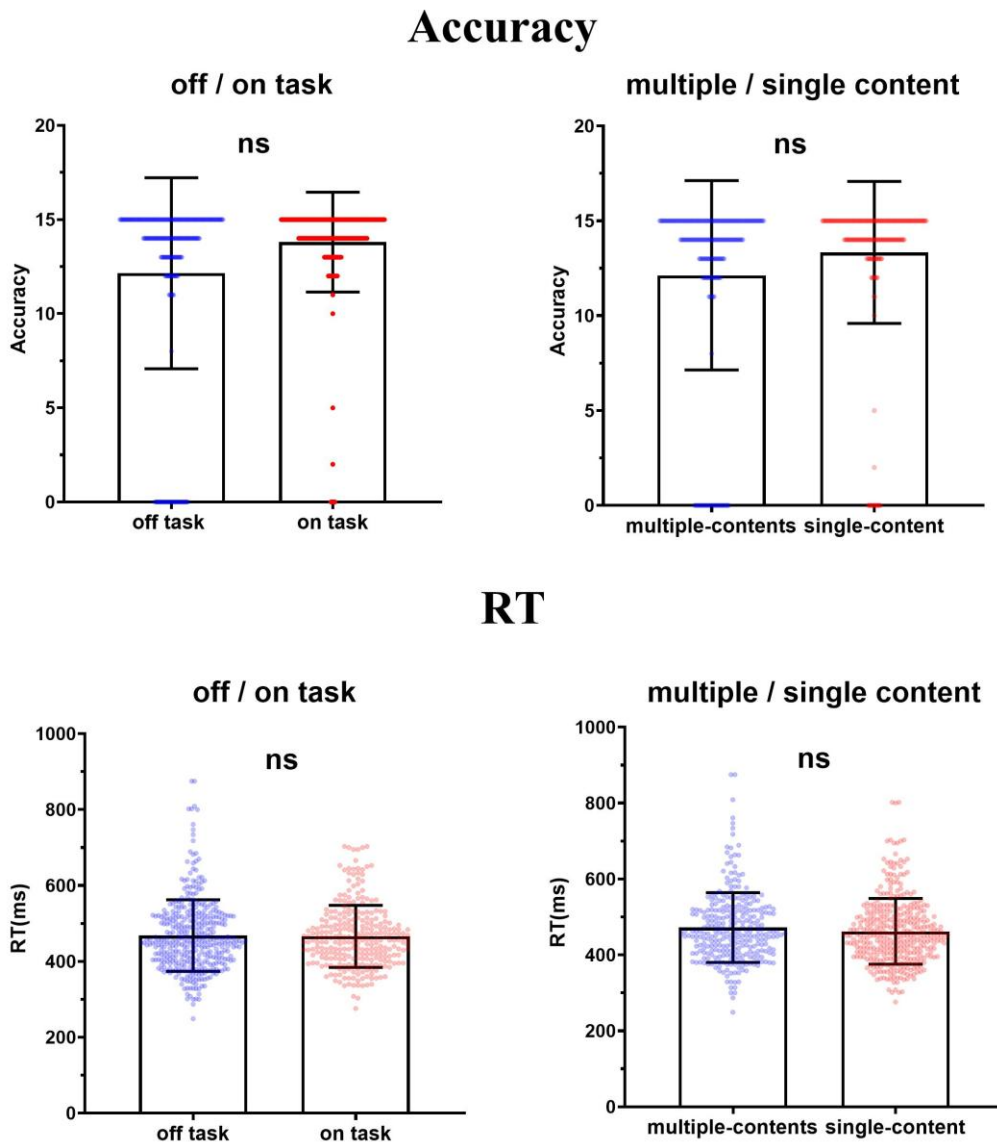 Accuracy
off / on task
multiple / single content
ns
ns
20
15
10
5
0
Accuracy
off task
on task
20
15
10
5
0
Accuracy
multiple-contents
single-content
RT
off / on task
multiple / single content
ns
ns
1000
800
600
400
200
0
RT(ms)
off task
on task
1000
800
600
400
200
0
RT(ms)
multiple-contents
single-content